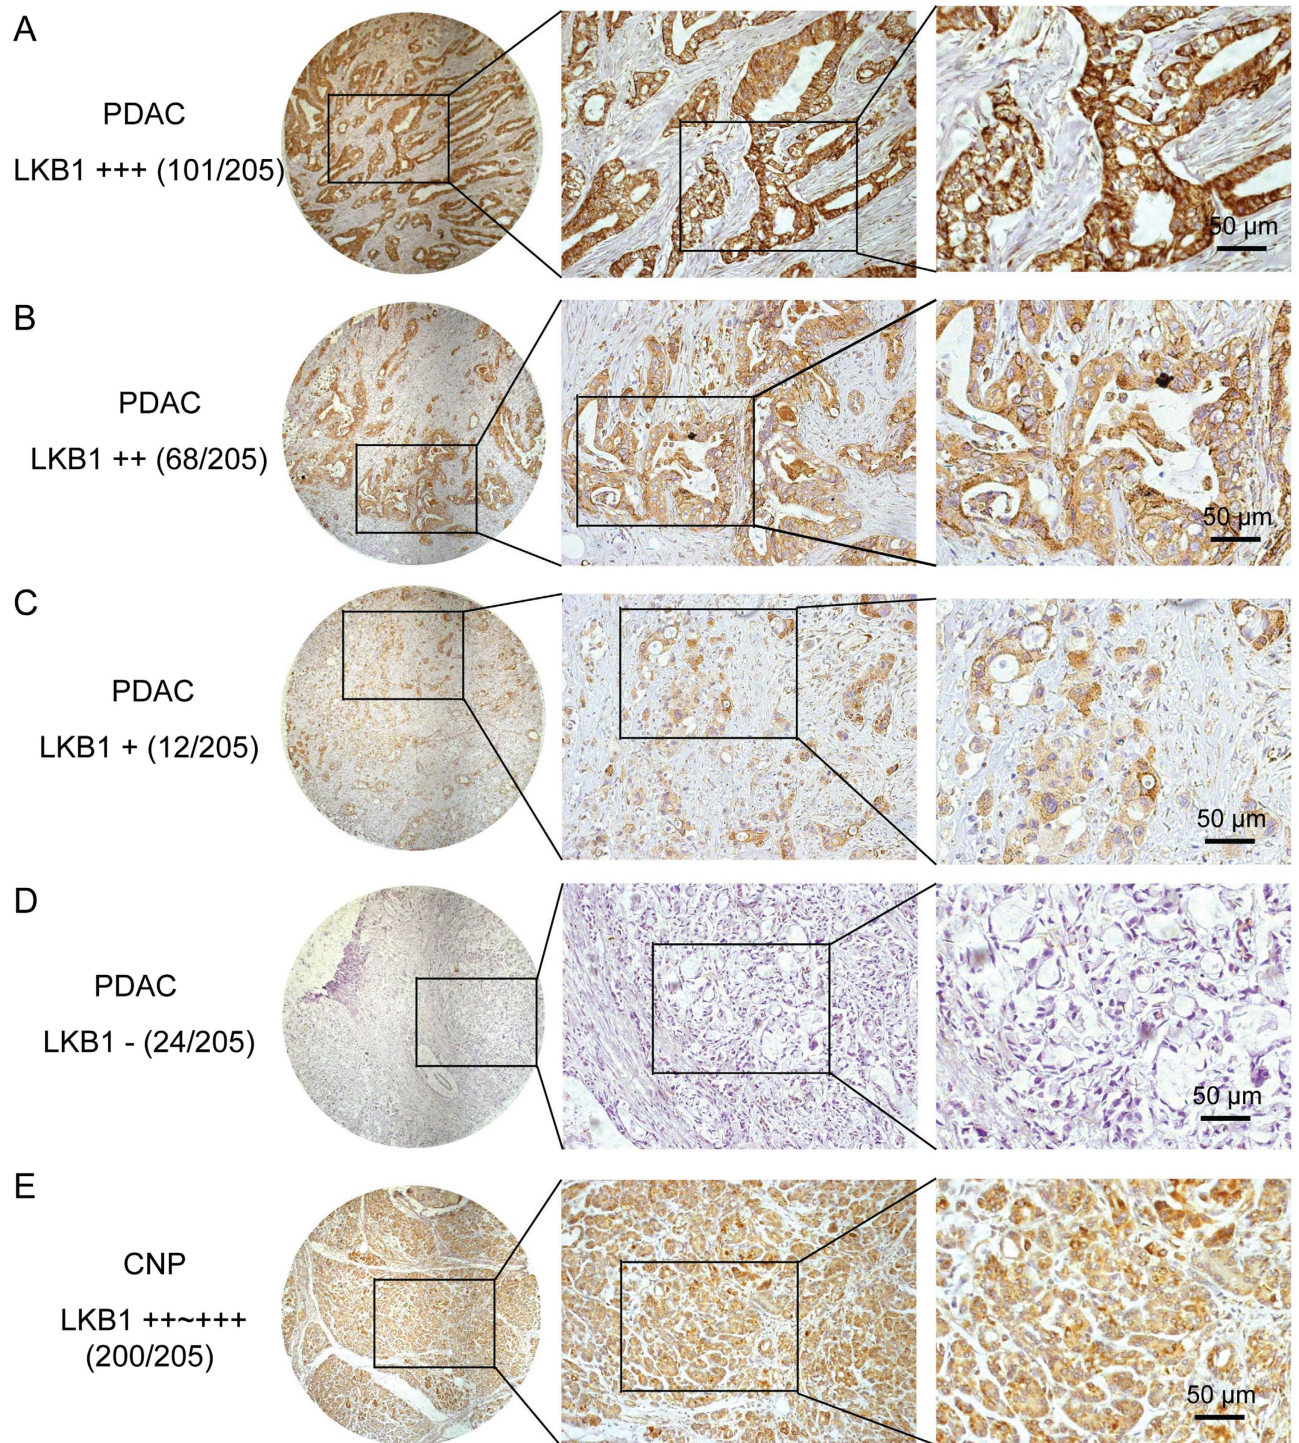 A
PDAC
LKB1 +++ (101/205)
50 µm
B
PDAC
LKB1 ++ (68/205)
50 µm
C
PDAC
LKB1 + (12/205)
50 µm
D
PDAC
LKB1 - (24/205)
50 µm
E
CNP
LKB1 ++~+++
(200/205)
50 µm